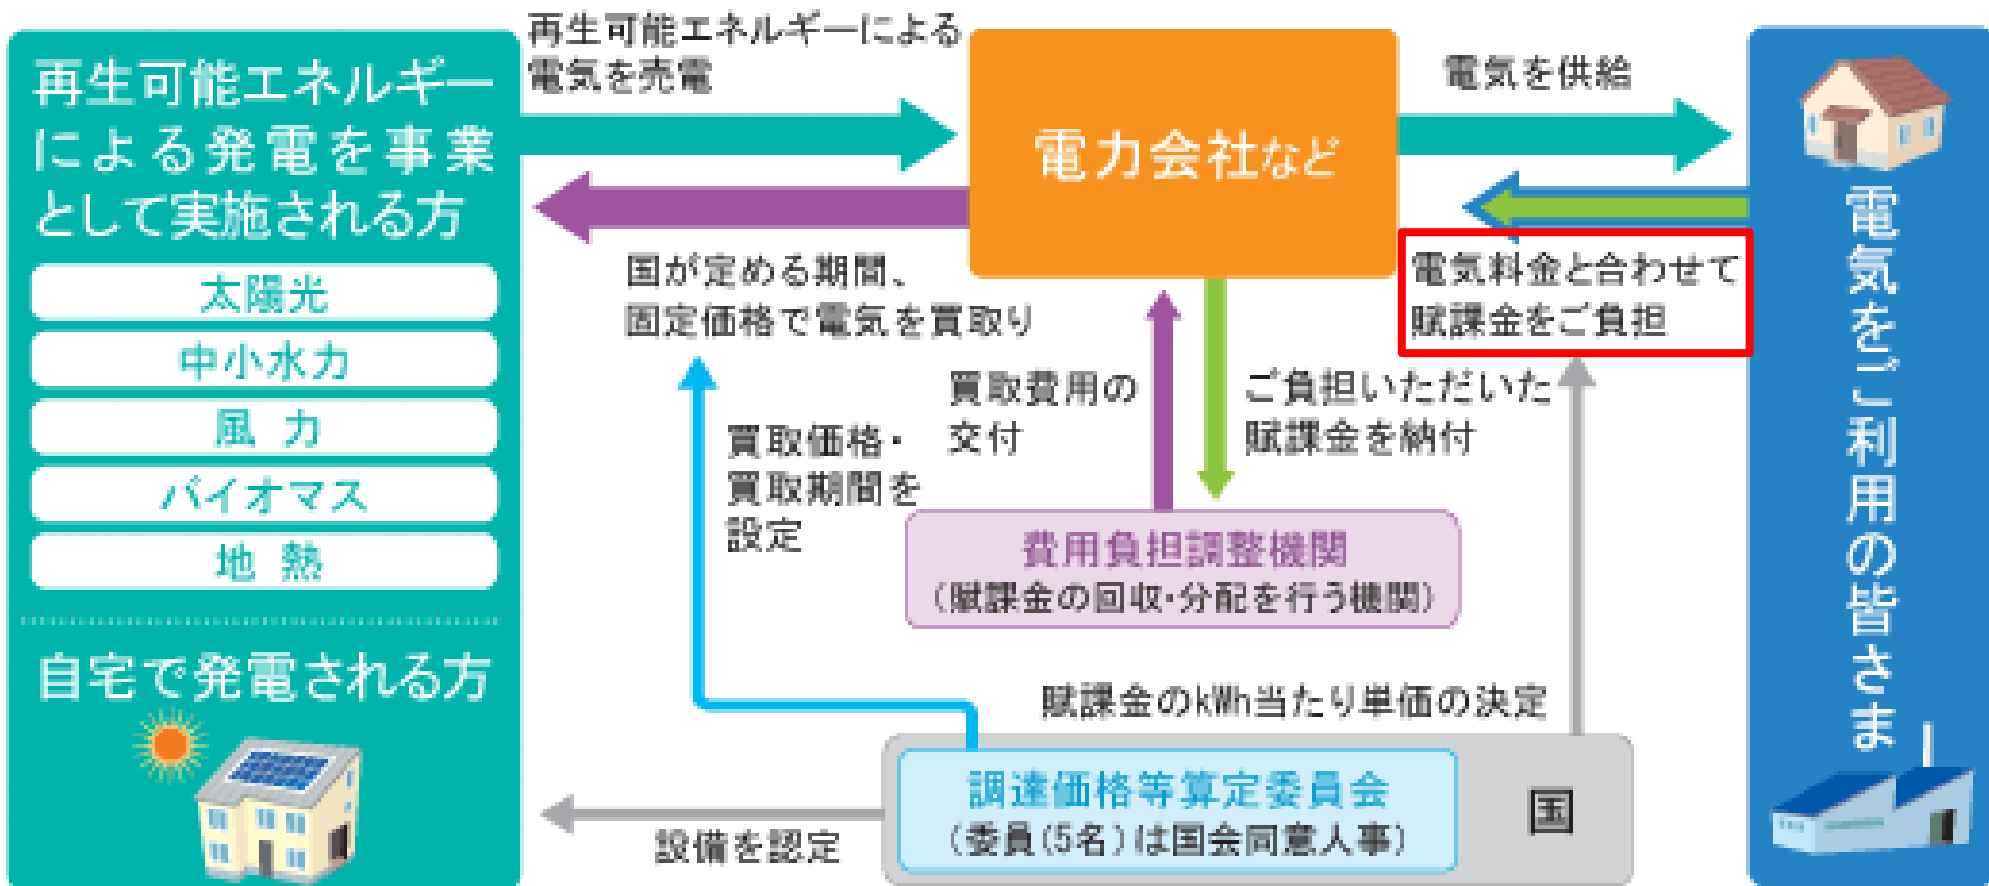 再生可能エネルギー
による発電を事業
として実施される方
太陽光
中小水力
風 力
バイオマス
地 熱
自宅で発電される方
再生可能エネルギーによる
電気を売電
国が定める期間、
固定価格で電気を買取り
電力会社など
電気を供給
電気料金と合わせて
賦課金をご負担
買取価格・
買取期間を
設定
買取費用の
交付
ご負担いただいた
賦課金を納付
費用負担調整機関
(賦課金の回収・分配を行う機関)
賦課金のkWh当たり単価の決定
調達価格等算定委員会
(委員(5名)は国会同意人事)
国
設備を認定
電気をご利用の皆さま